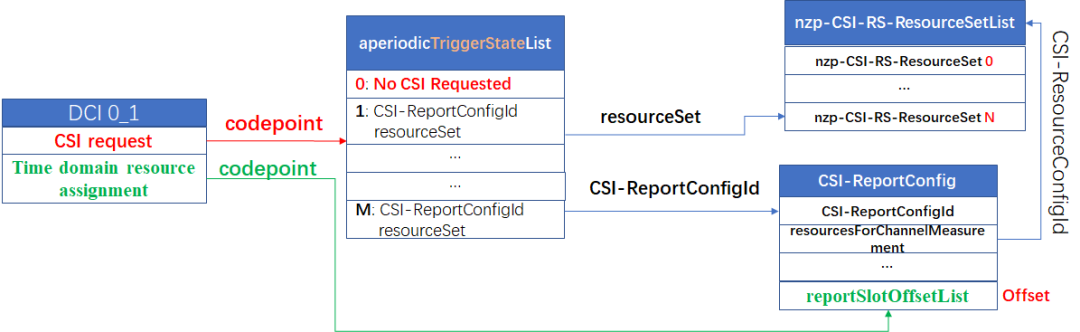 DCI 0_1
CSI request
Time domain resource
assignment
codepoint
codepoint
aperiodicTriggerStateList
0: No CSI Requested
1: CSI-ReportConfigId
resourceSet
...
...
M: CSI-ReportConfigId
resourceSet
resourceSet
CSI-ReportConfigId
nzp-CSI-RS-ResourceSetList
nzp-CSI-RS-ResourceSet 0
...
nzp-CSI-RS-ResourceSet N
CSI-ReportConfig
CSI-ReportConfigId
resourcesForChannelMeasure
ment
...
reportSlotOffsetList
Offset
CSI-ResourceConfigId